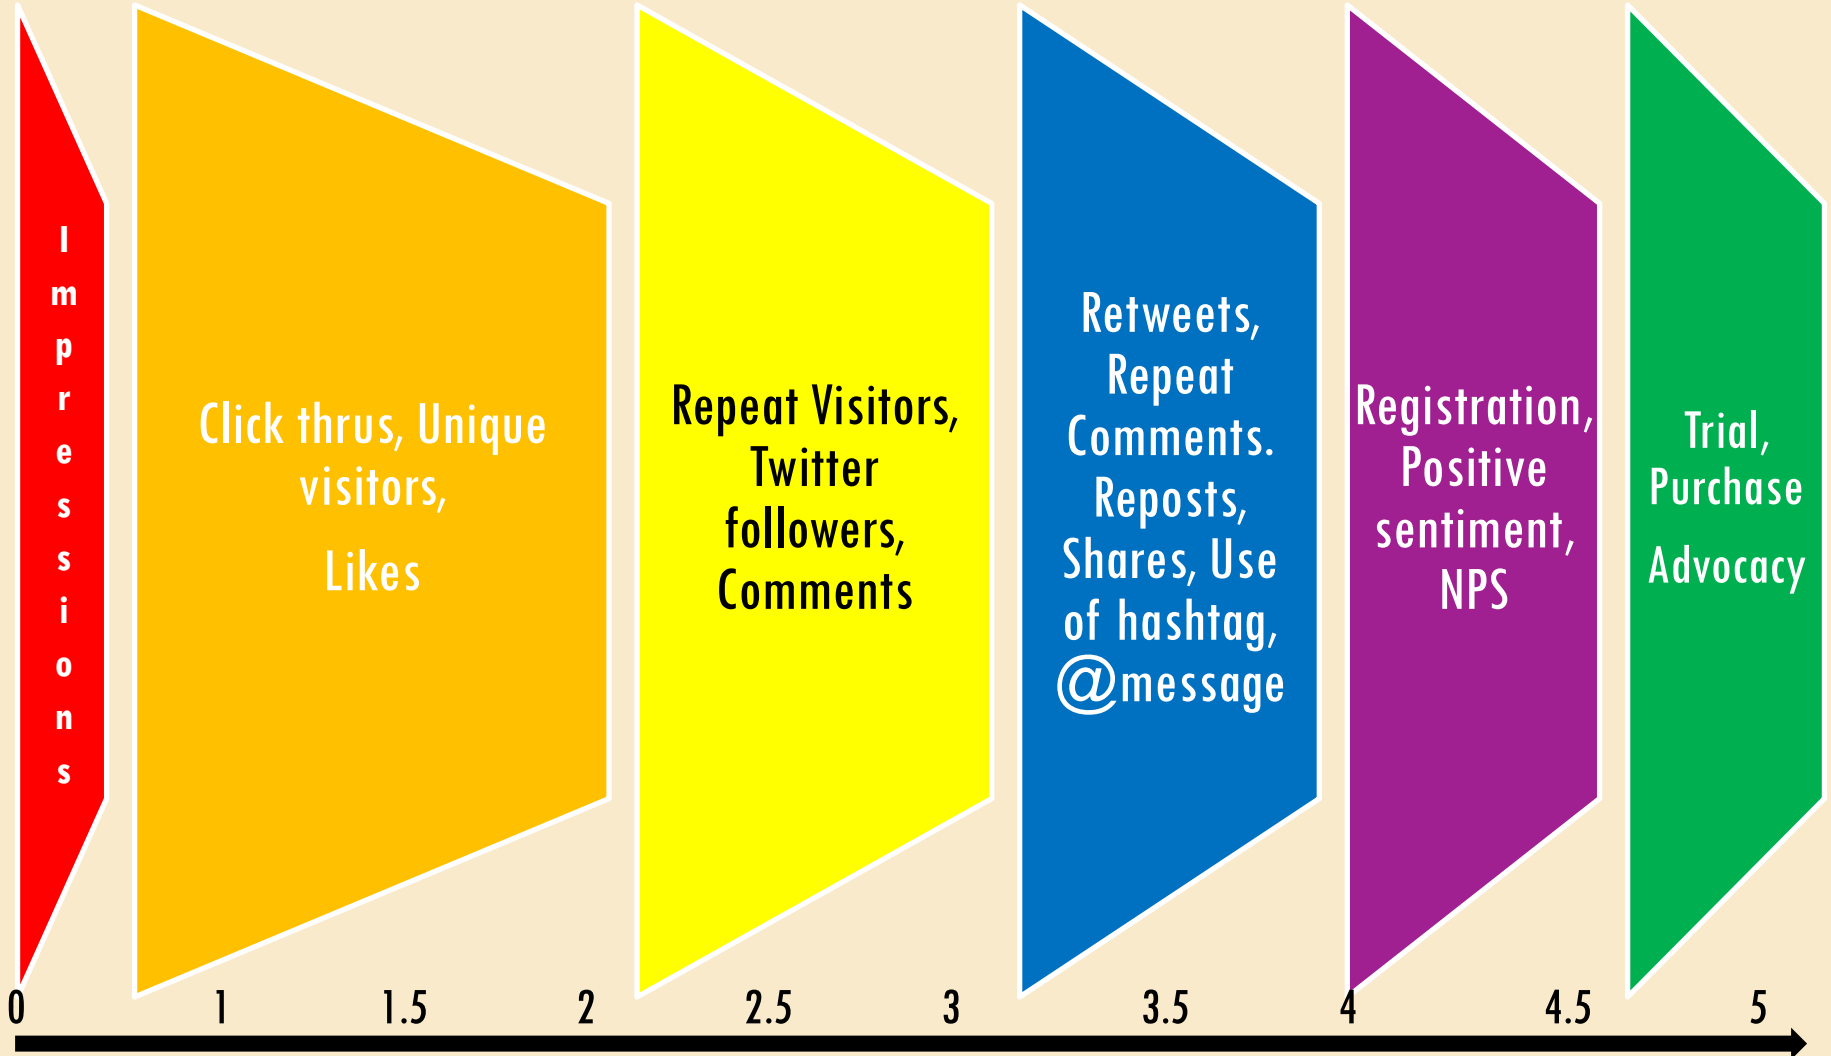 Impressions
Click thrus, Unique
visitors,
Likes
Repeat Visitors,
Twitter
followers,
Comments
Retweets,
Repeat
Comments.
Reposts,
Shares, Use
of hashtag,
@message
Registration,
Positive
sentiment,
NPS
Trial,
Purchase
Advocacy
0 1 1.5 2 2.5 3 3.5 4 4.5 5